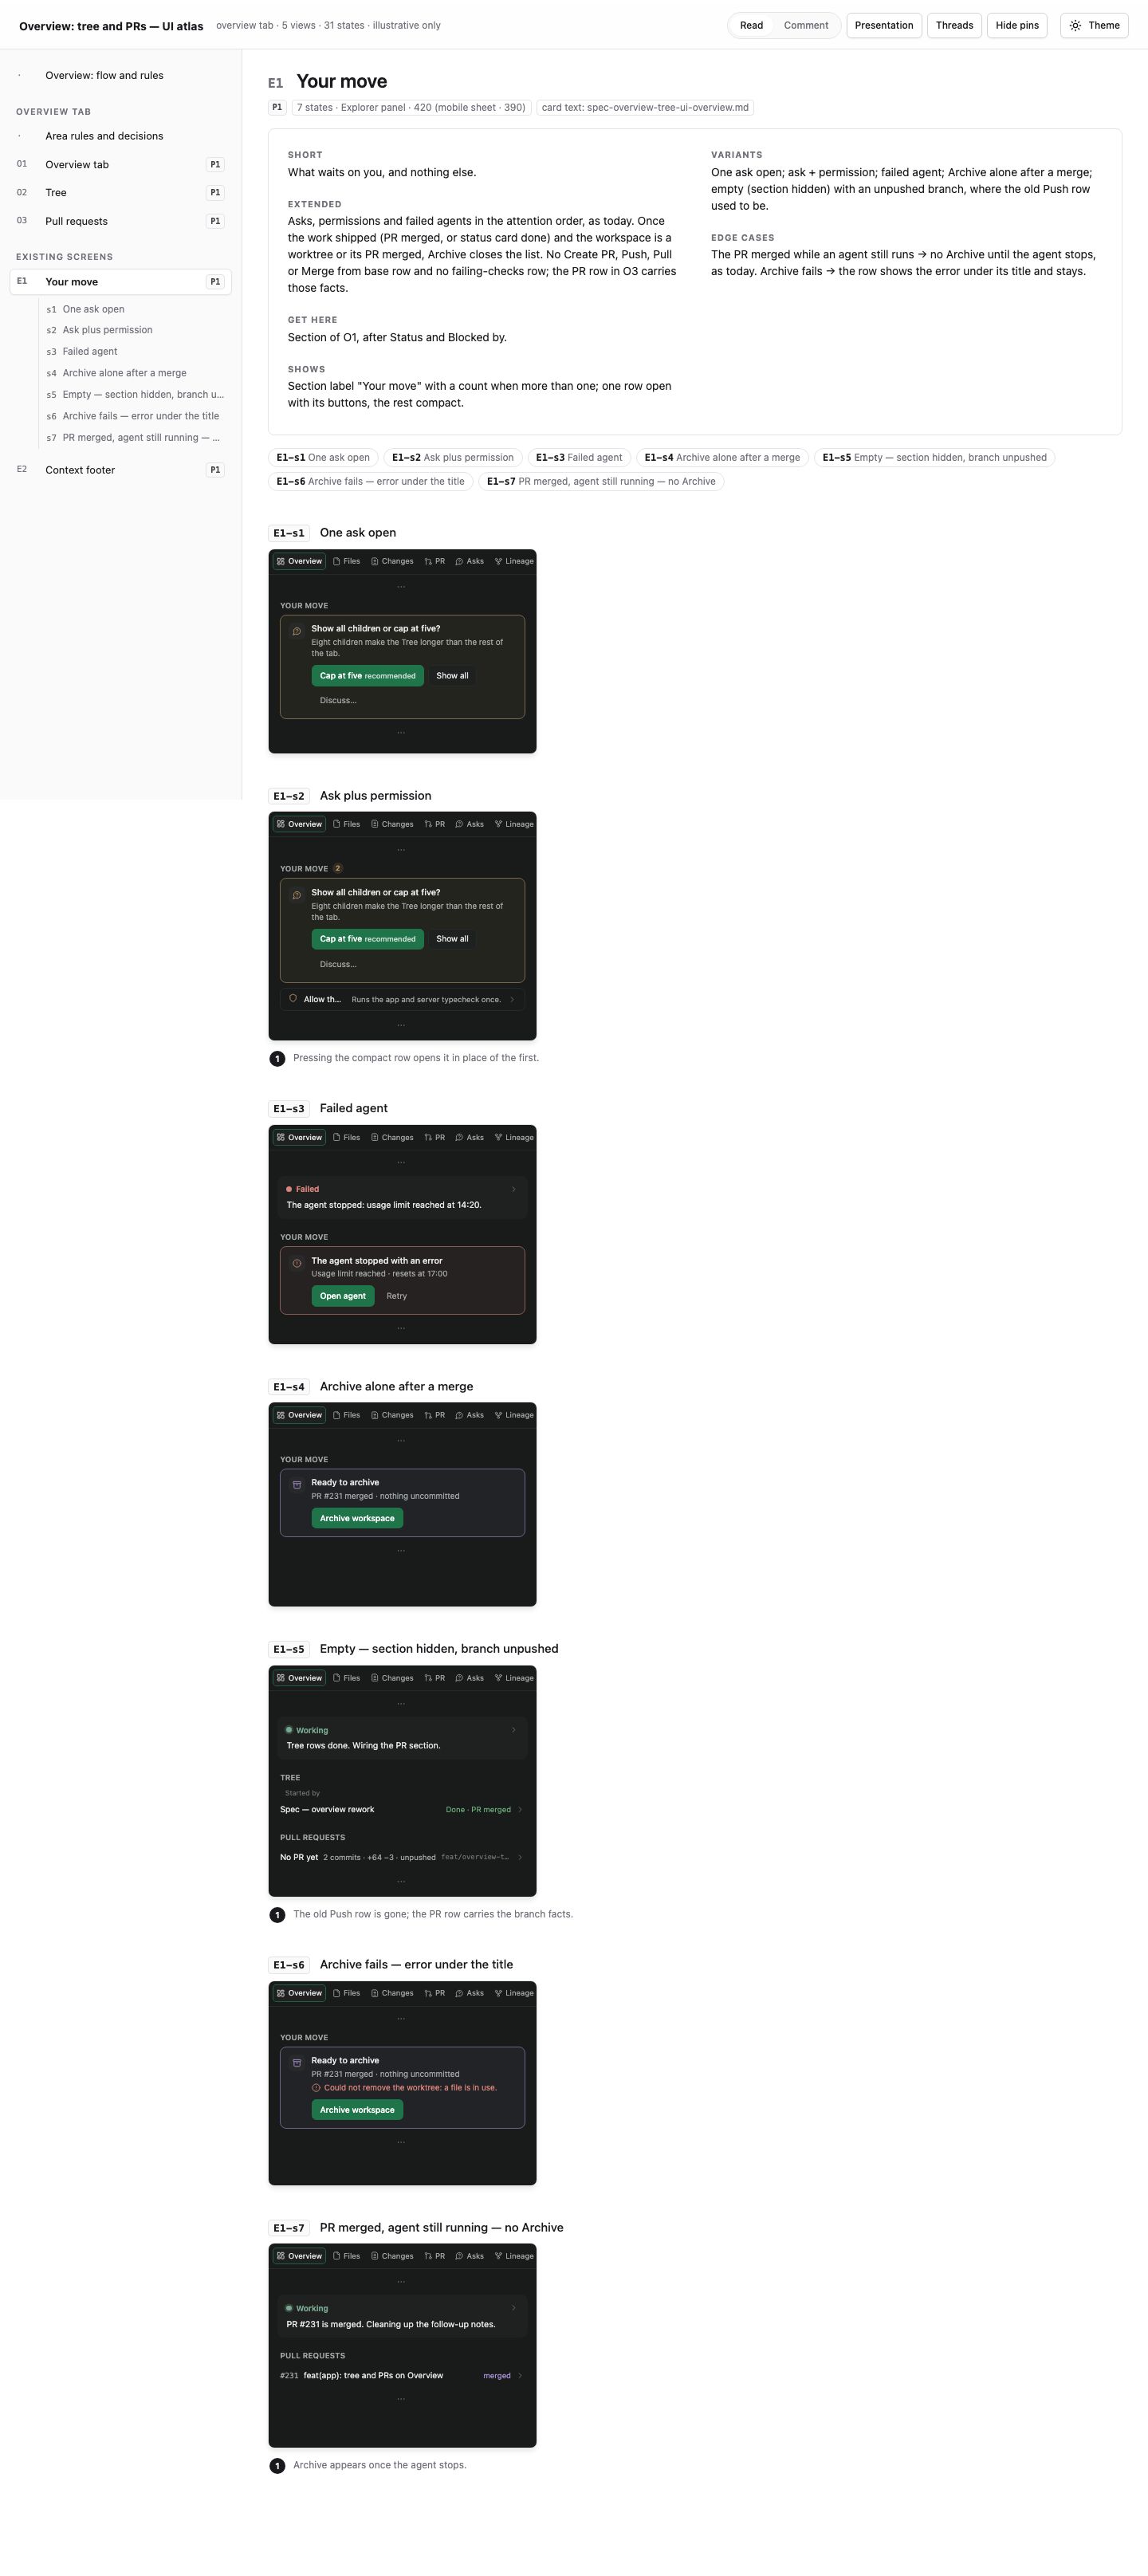 Overview: tree and PRs — UI atlas
overview tab · 5 views · 31 states · illustrative only
Read
Comment
Presentation
Threads
Hide pins
Theme
· Overview: flow and rules
OVERVIEW TAB
· Area rules and decisions
01 Overview tab P1
02 Tree P1
03 Pull requests P1
EXISTING SCREENS
E1 Your move P1
s1 One ask open
s2 Ask plus permission
s3 Failed agent
s4 Archive alone after a merge
s5 Empty — section hidden, branch u...
s6 Archive fails — error under the title
s7 PR merged, agent still running — ...
E2 Context footer P1
E1 Your move
P1 7 states · Explorer panel · 420 (mobile sheet · 390) card text: spec-overview-tree-ui-overview.md
SHORT
What waits on you, and nothing else.
EXTENDED
Asks, permissions and failed agents in the attention order, as today. Once
the work shipped (PR merged, or status card done) and the workspace is a
worktree or its PR merged, Archive closes the list. No Create PR, Push, Pull
or Merge from base row and no failing-checks row; the PR row in O3 carries
those facts.
GET HERE
Section of O1, after Status and Blocked by.
SHOWS
Section label "Your move" with a count when more than one; one row open
with its buttons, the rest compact.
VARIANTS
One ask open; ask + permission; failed agent; Archive alone after a merge;
empty (section hidden) with an unpushed branch, where the old Push row
used to be.
EDGE CASES
The PR merged while an agent still runs → no Archive until the agent stops,
as today. Archive fails → the row shows the error under its title and stays.
E1–s1 One ask open
E1–s2 Ask plus permission
E1–s3 Failed agent
E1–s4 Archive alone after a merge
E1–s5 Empty — section hidden, branch unpushed
E1–s6 Archive fails — error under the title
E1–s7 PR merged, agent still running — no Archive
E1–s1 One ask open
Overview Files Changes PR Asks Lineage
...
YOUR MOVE
Show all children or cap at five?
Eight children make the Tree longer than the rest of
the tab.
Cap at five recommended
Show all
Discuss...
...
E1–s2 Ask plus permission
Overview Files Changes PR Asks Lineage
...
YOUR MOVE 2
Show all children or cap at five?
Eight children make the Tree longer than the rest of
the tab.
Cap at five recommended
Show all
Discuss...
Allow th... Runs the app and server typecheck once.
...
1 Pressing the compact row opens it in place of the first.
E1–s3 Failed agent
Overview Files Changes PR Asks Lineage
...
Failed
The agent stopped: usage limit reached at 14:20.
YOUR MOVE
The agent stopped with an error
Usage limit reached · resets at 17:00
Open agent
Retry
...
E1–s4 Archive alone after a merge
Overview Files Changes PR Asks Lineage
...
YOUR MOVE
Ready to archive
PR #231 merged · nothing uncommitted
Archive workspace
...
E1–s5 Empty — section hidden, branch unpushed
Overview Files Changes PR Asks Lineage
...
Working
Tree rows done. Wiring the PR section.
TREE
Started by
Spec — overview rework Done · PR merged
PULL REQUESTS
No PR yet 2 commits · +64 −3 · unpushed feat/overview-t…
...
1 The old Push row is gone; the PR row carries the branch facts.
E1–s6 Archive fails — error under the title
Overview Files Changes PR Asks Lineage
...
YOUR MOVE
Ready to archive
PR #231 merged · nothing uncommitted
Could not remove the worktree: a file is in use.
Archive workspace
...
E1–s7 PR merged, agent still running — no Archive
Overview Files Changes PR Asks Lineage
...
Working
PR #231 is merged. Cleaning up the follow-up notes.
PULL REQUESTS
#231 feat(app): tree and PRs on Overview merged
...
1 Archive appears once the agent stops.